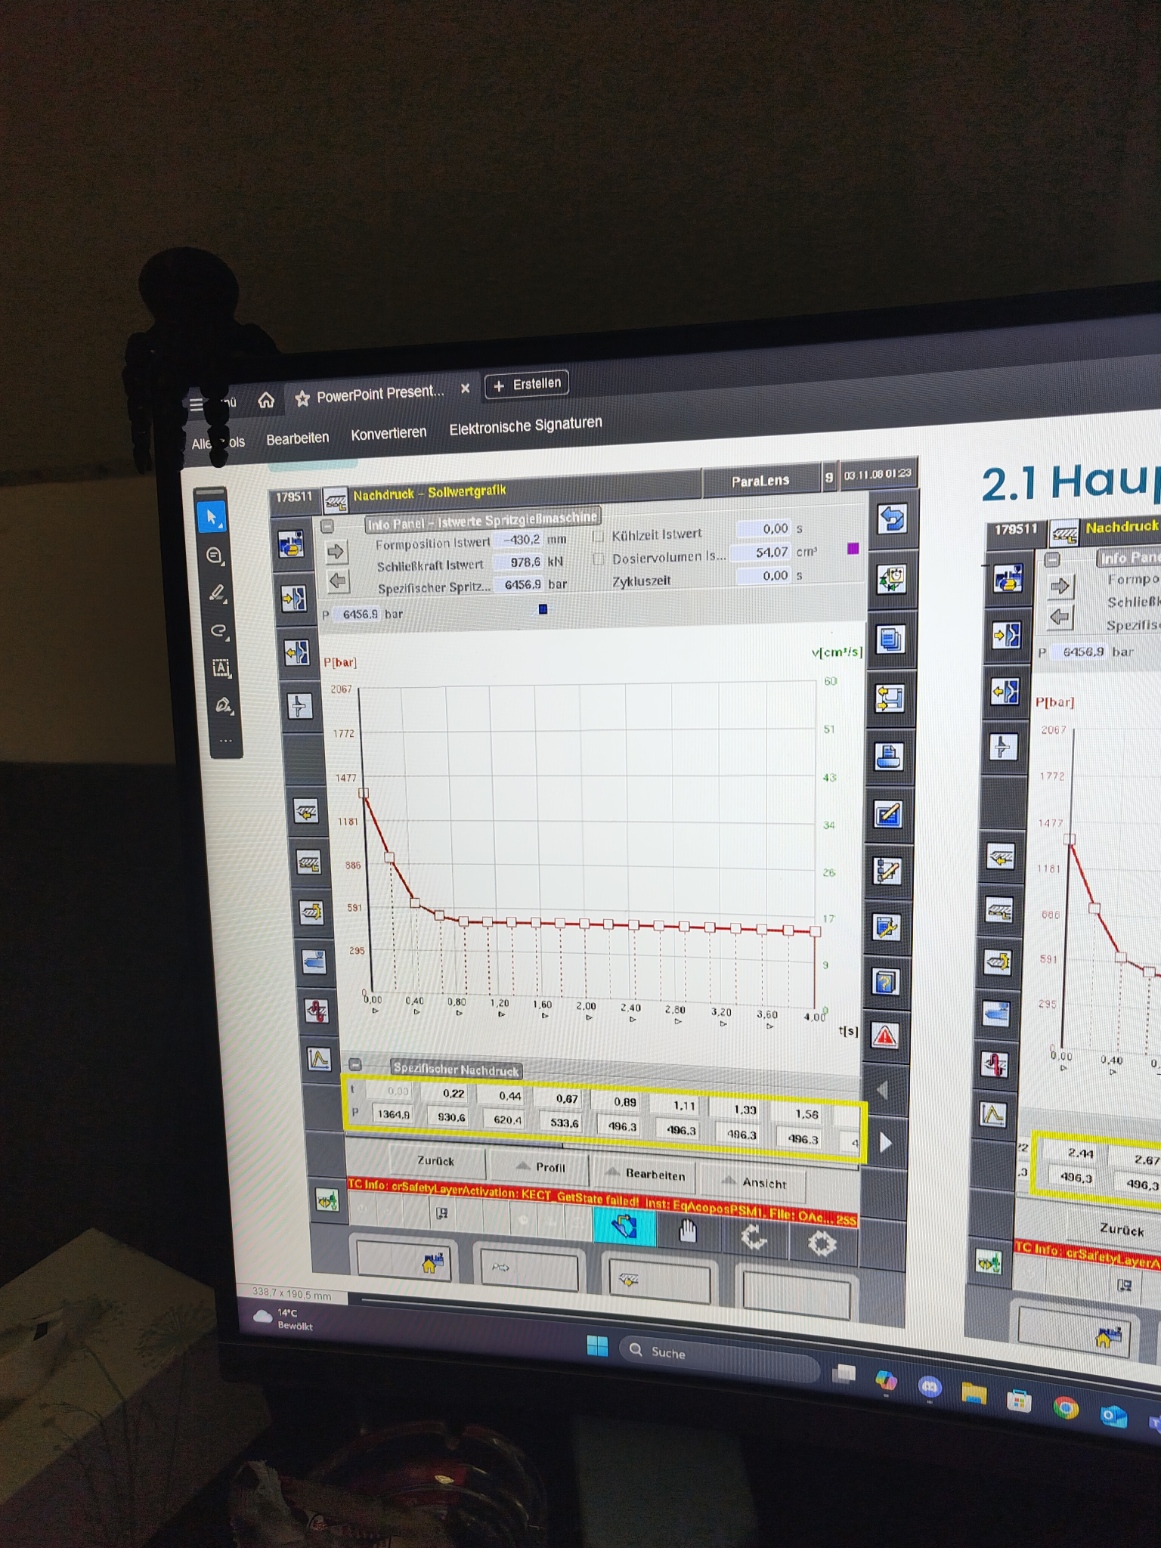 PowerPoint Present...
+ Erstellen
Bearbeiten
Konvertieren
Elektronische Signaturen
179511
Nachdruck - Sollwertgrafik
ParaLens
9
03.11.08 01:23
Info Panel - Istwerte Spritzgießmaschine
Formposition Istwert -430,2 mm
Kühlzeit Istwert 0,00 s
Schließkraft Istwert 978,6 kN
Dosiervolumen Is... 54,07 cm³
Spezifischer Spritz... 6456,9 bar
Zykluszeit 0,00 s
P 6456,9 bar
P[bar]
v[cm³/s]
2067
60
1772
51
1477
43
1181
34
886
26
591
17
295
9
0
0
0,00 0,40 0,80 1,20 1,60 2,00 2,40 2,80 3,20 3,60 4,00
t[s]
Spezifischer Nachdruck
t 0,00 0,22 0,44 0,67 0,89 1,11 1,33 1,56
P 1364,9 930,6 620,4 533,6 496,3 496,3 496,3 496,3 4
Zurück
Profil
Bearbeiten
Ansicht
TC Info: crSafetyLayerActivation: KECT_GetState failed! Inst: EqAcoposPSM1, File: OAc... 255
2.1 Haup
179511
Nachdruck
Info Pane
Formpo
Schließk
Spezifis
P 6456,9 bar
P[bar]
2067
1772
1477
1181
886
591
295
0,00 0,40
2,44 2,67
496,3 496,3
Zurück
TC Info: crSafetyLayerA
338,7 x 190,5 mm
14°C
Bewölkt
Suche